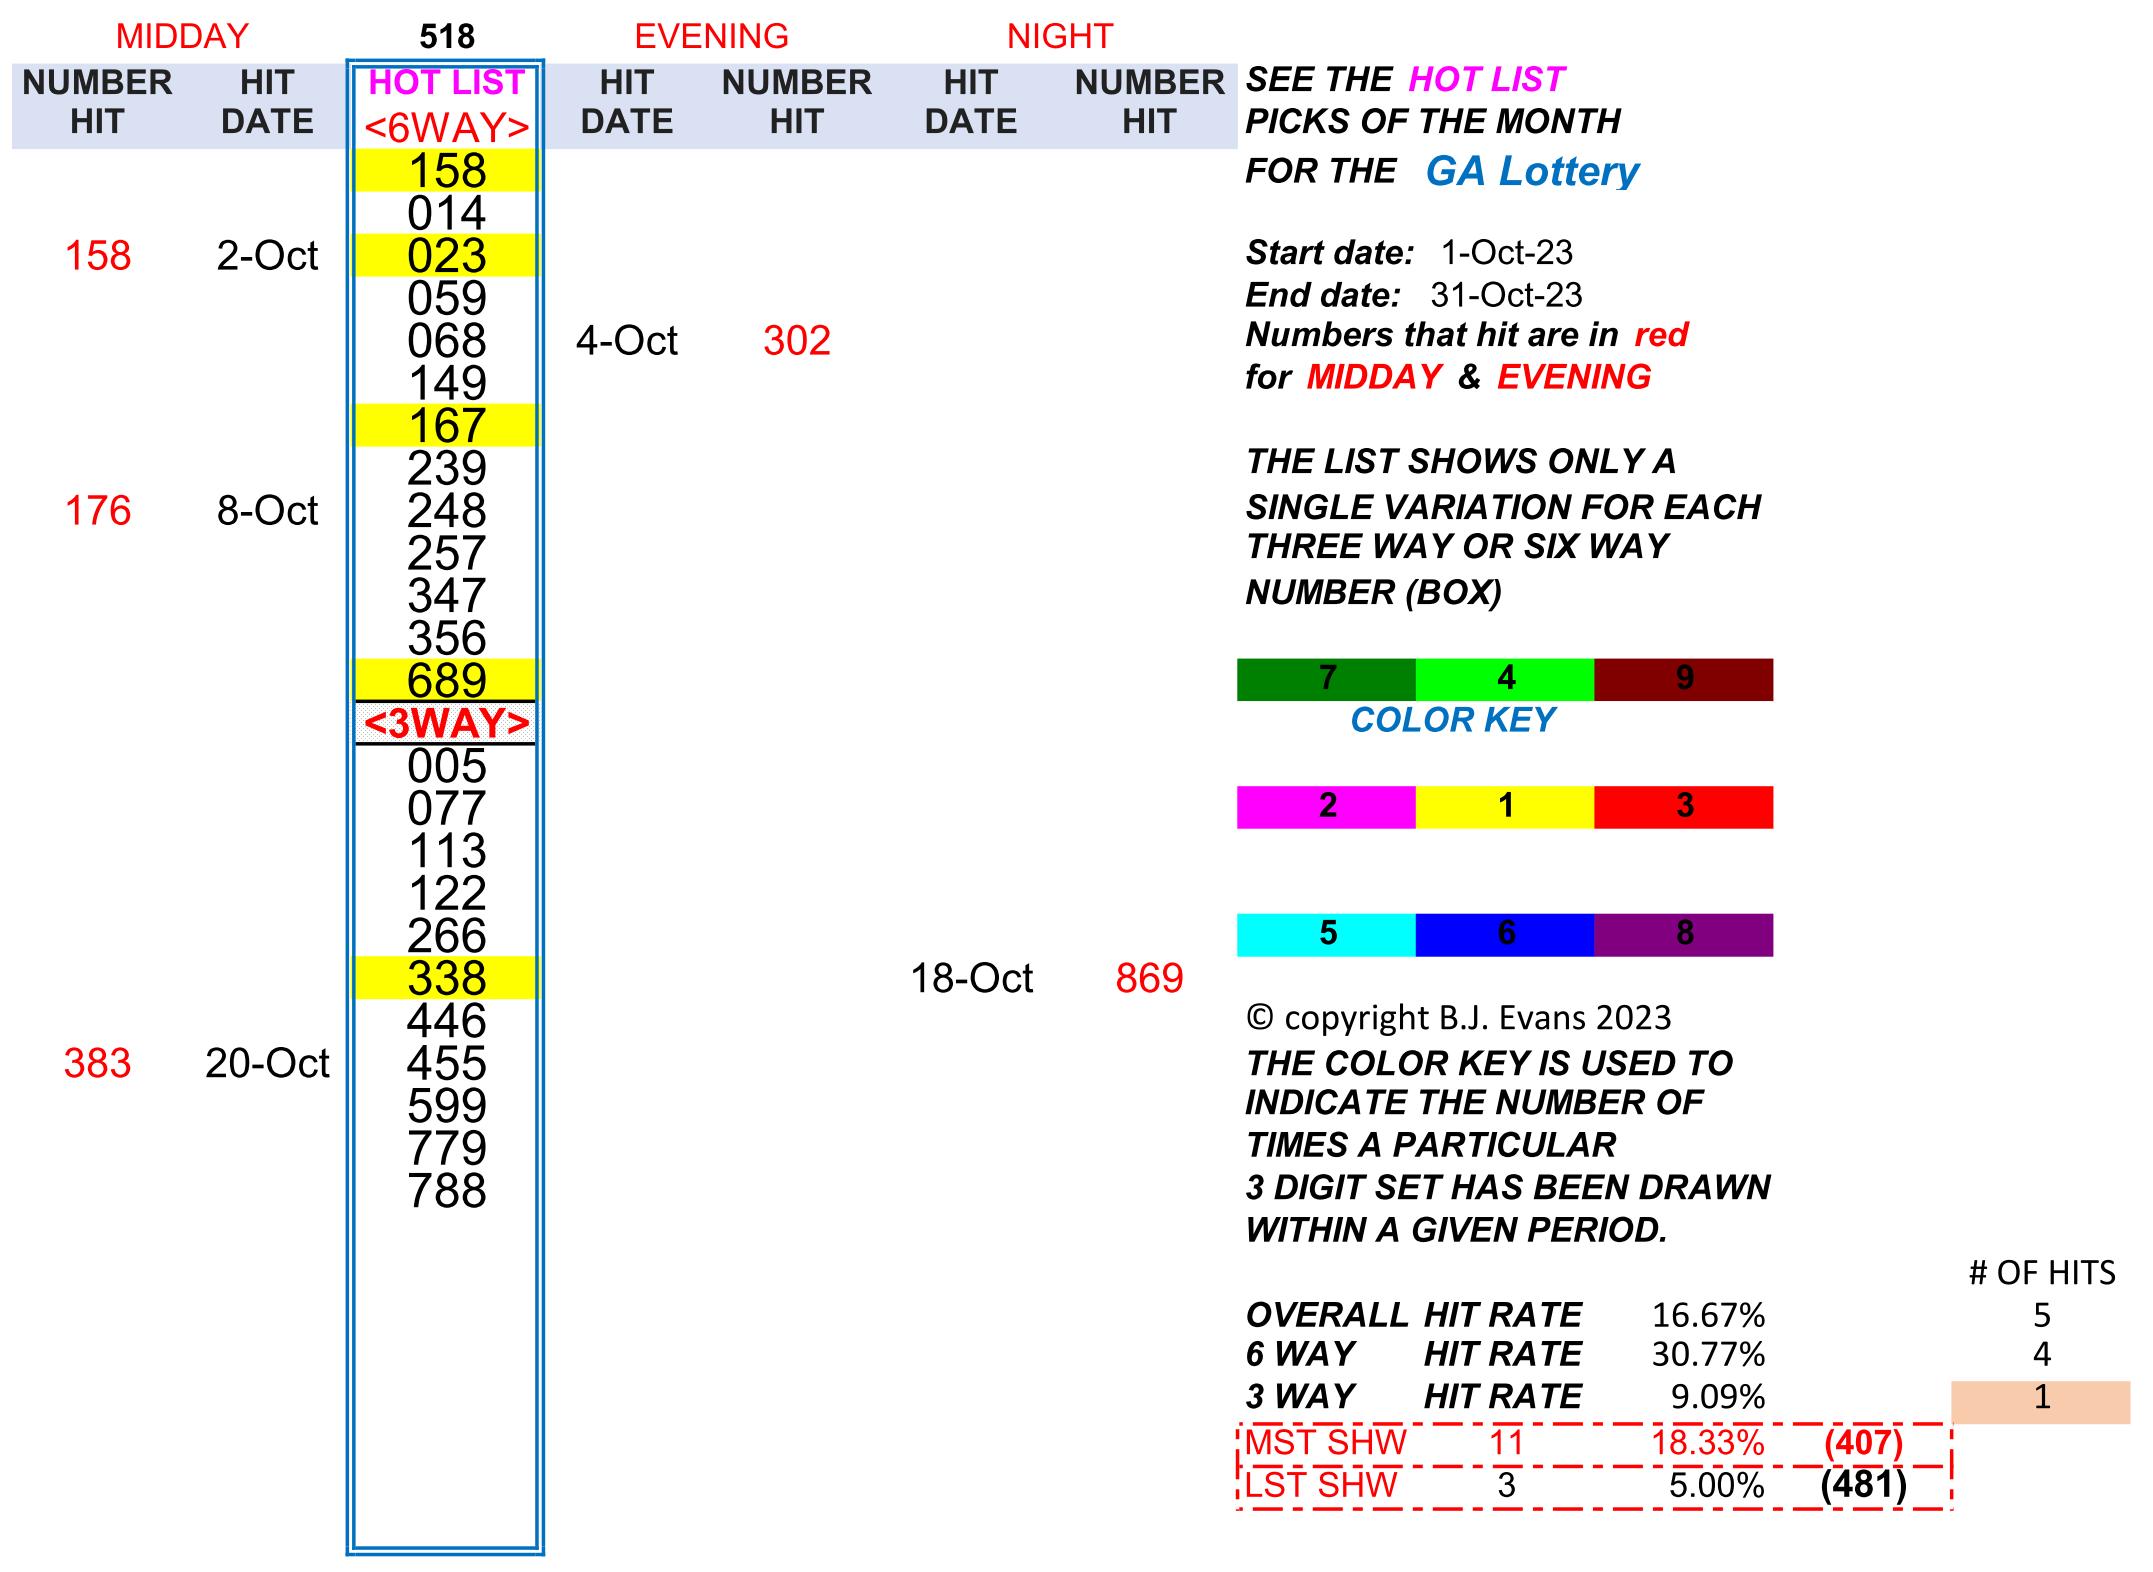 MIDDAY 518 EVENING NIGHT
NUMBER HIT HOT LIST HIT NUMBER HIT NUMBER SEE THE HOT LIST
HIT DATE <6WAY> DATE HIT DATE HIT PICKS OF THE MONTH
158 FOR THE GA Lottery
014
158 2-Oct 023 Start date: 1-Oct-23
059 End date: 31-Oct-23
068 4-Oct 302 Numbers that hit are in red
149 for MIDDAY & EVENING
167
239 THE LIST SHOWS ONLY A
176 8-Oct 248 SINGLE VARIATION FOR EACH
257 THREE WAY OR SIX WAY
347 NUMBER (BOX)
356
689 7 4 9
<3WAY> COLOR KEY
005
077 2 1 3
113
122
266 5 6 8
338 18-Oct 869
446 © copyright B.J. Evans 2023
383 20-Oct 455 THE COLOR KEY IS USED TO
599 INDICATE THE NUMBER OF
779 TIMES A PARTICULAR
788 3 DIGIT SET HAS BEEN DRAWN
WITHIN A GIVEN PERIOD.
# OF HITS
OVERALL HIT RATE 16.67% 5
6 WAY HIT RATE 30.77% 4
3 WAY HIT RATE 9.09% 1
MST SHW 11 18.33% (407)
LST SHW 3 5.00% (481)